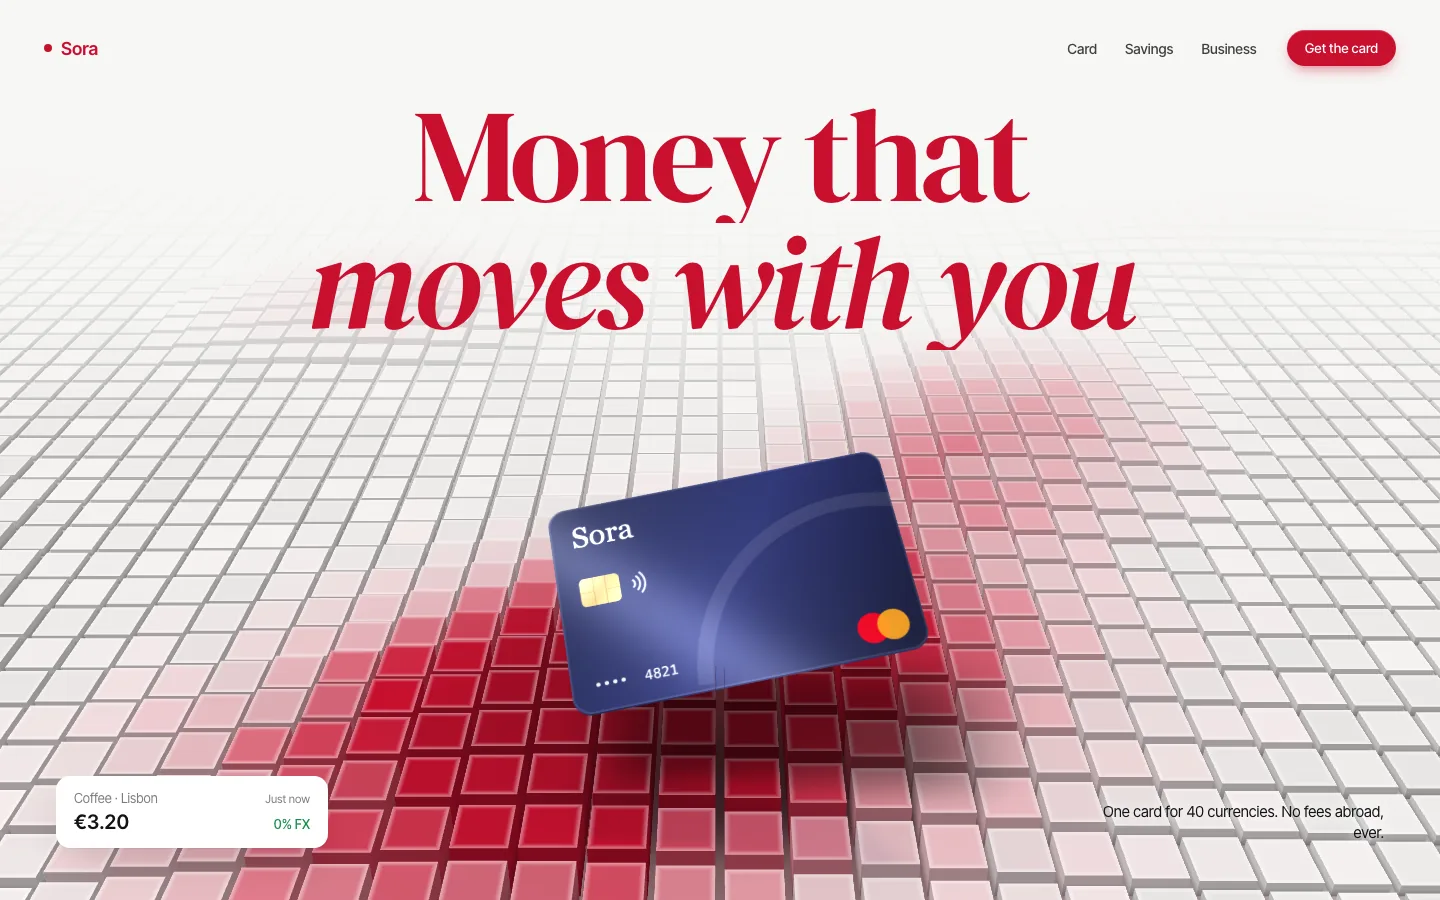 Sora
Card
Savings
Business
Get the card
Money that
moves with you
Sora
•••• 4821
Coffee · Lisbon
Just now
€3.20
0% FX
One card for 40 currencies. No fees abroad,
ever.